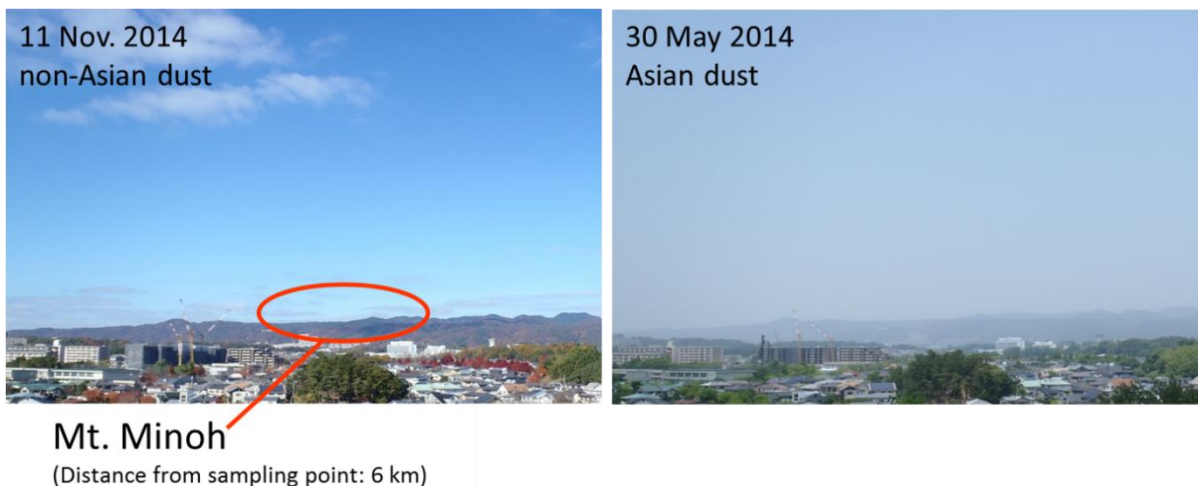 11 Nov. 2014
non-Asian dust
30 May 2014
Asian dust
Mt. Minoh
(Distance from sampling point: 6 km)